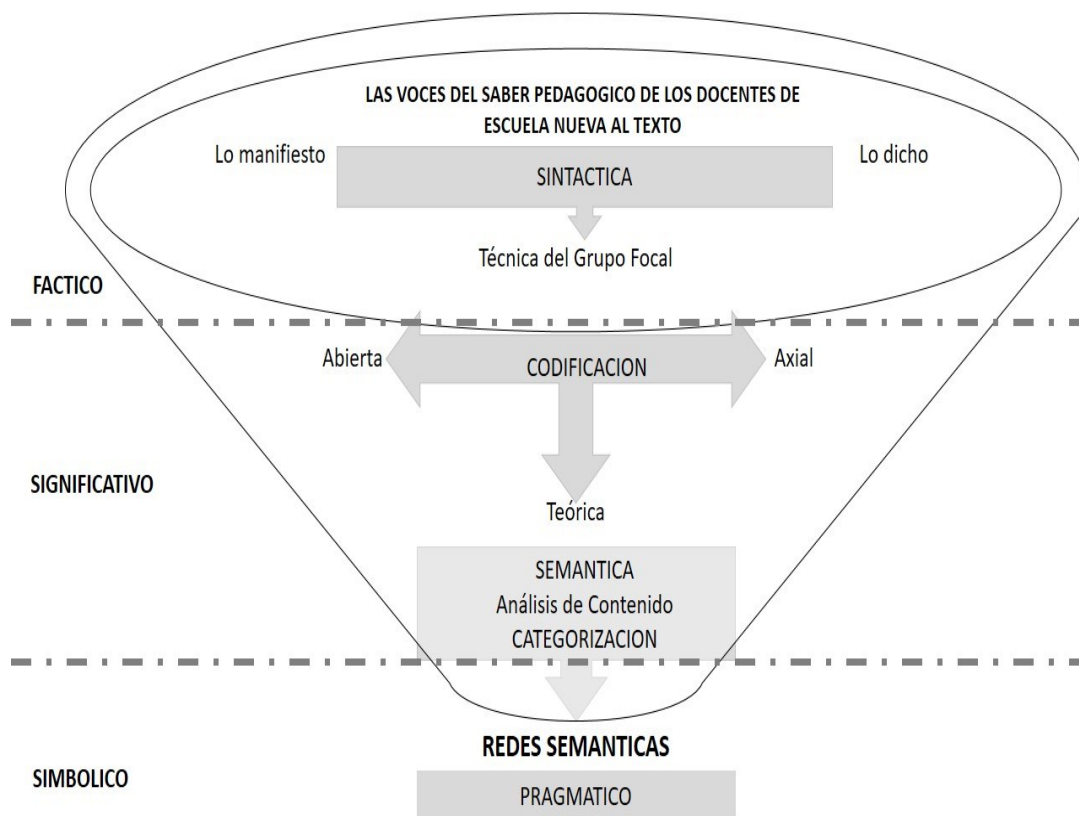 LAS VOCES DEL SABER PEDAGOGICO DE LOS DOCENTES DE
ESCUELA NUEVA AL TEXTO
Lo manifiesto
Lo dicho
SINTACTICA
Técnica del Grupo Focal
FACTICO
Abierta
CODIFICACION
Axial
SIGNIFICATIVO
Teórica
SEMANTICA
Análisis de Contenido
CATEGORIZACION
REDES SEMANTICAS
SIMBOLICO
PRAGMATICO